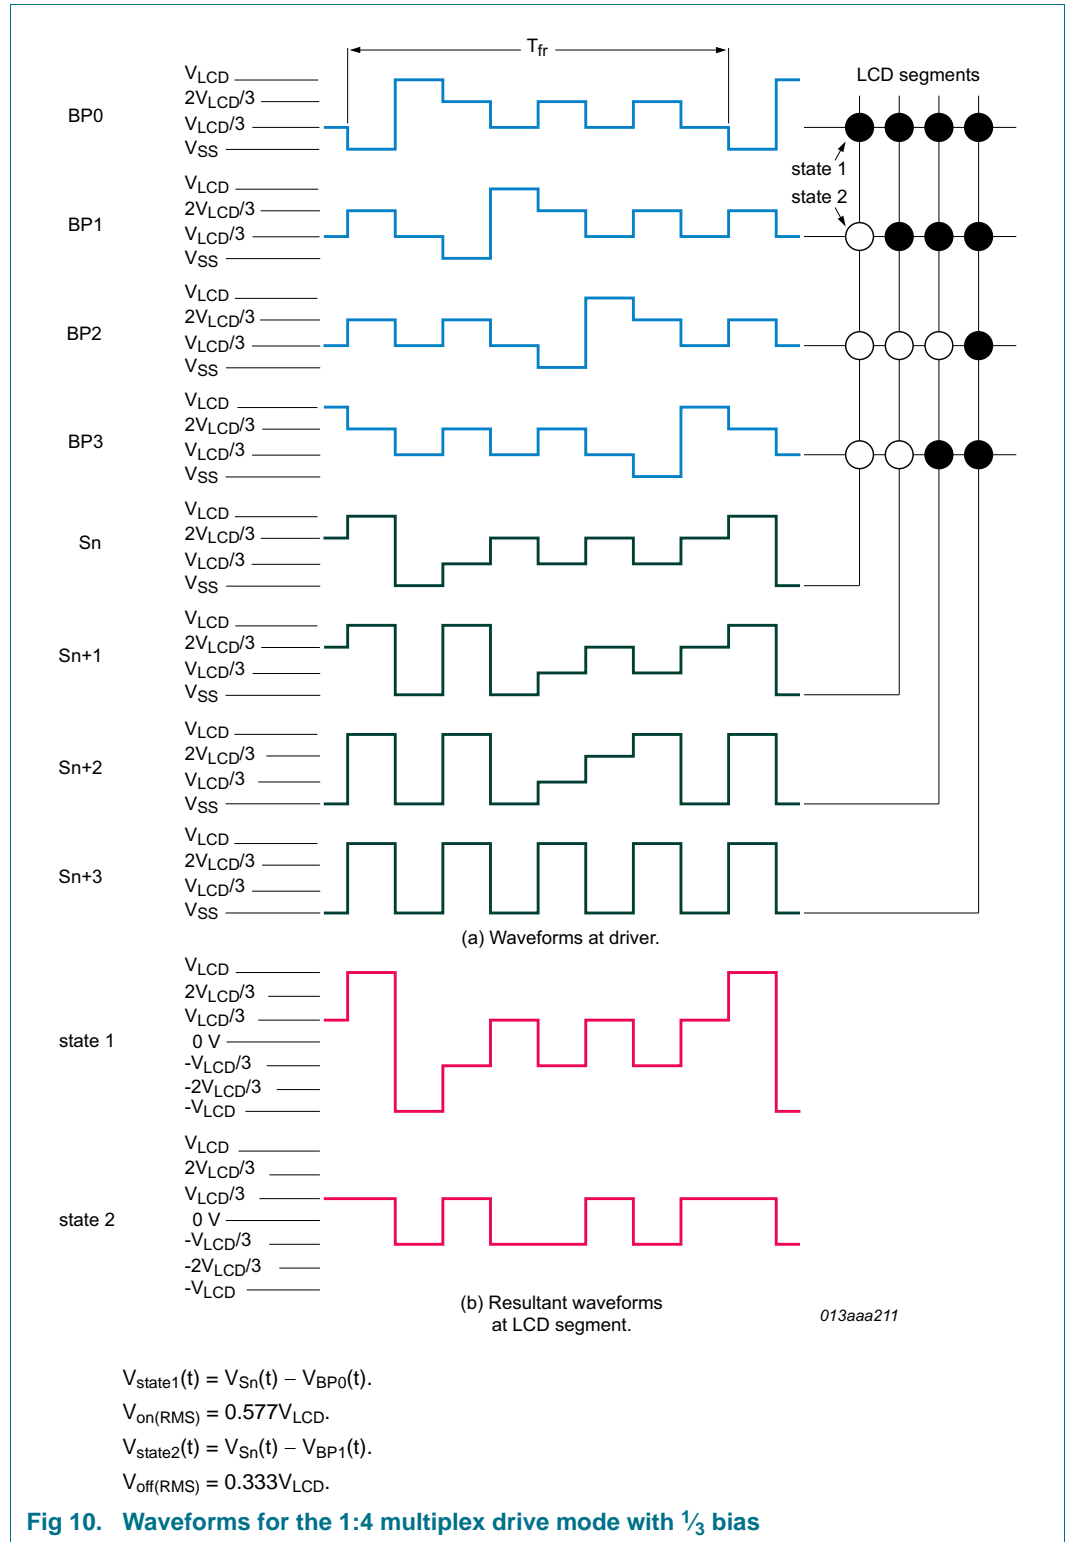 Tfr
LCD segments
BP0
VLCD
2VLCD/3
VLCD/3
VSS
state 1
state 2
BP1
VLCD
2VLCD/3
VLCD/3
VSS
BP2
VLCD
2VLCD/3
VLCD/3
VSS
BP3
VLCD
2VLCD/3
VLCD/3
VSS
Sn
VLCD
2VLCD/3
VLCD/3
VSS
Sn+1
VLCD
2VLCD/3
VLCD/3
VSS
Sn+2
VLCD
2VLCD/3
VLCD/3
VSS
Sn+3
VLCD
2VLCD/3
VLCD/3
VSS
(a) Waveforms at driver.
state 1
VLCD
2VLCD/3
VLCD/3
0 V
-VLCD/3
-2VLCD/3
-VLCD
state 2
VLCD
2VLCD/3
VLCD/3
0 V
-VLCD/3
-2VLCD/3
-VLCD
(b) Resultant waveforms
at LCD segment.
013aaa211
Vstate1(t) = VSn(t) − VBP0(t).
Von(RMS) = 0.577VLCD.
Vstate2(t) = VSn(t) − VBP1(t).
Voff(RMS) = 0.333VLCD.
Fig 10. Waveforms for the 1:4 multiplex drive mode with 1⁄3 bias